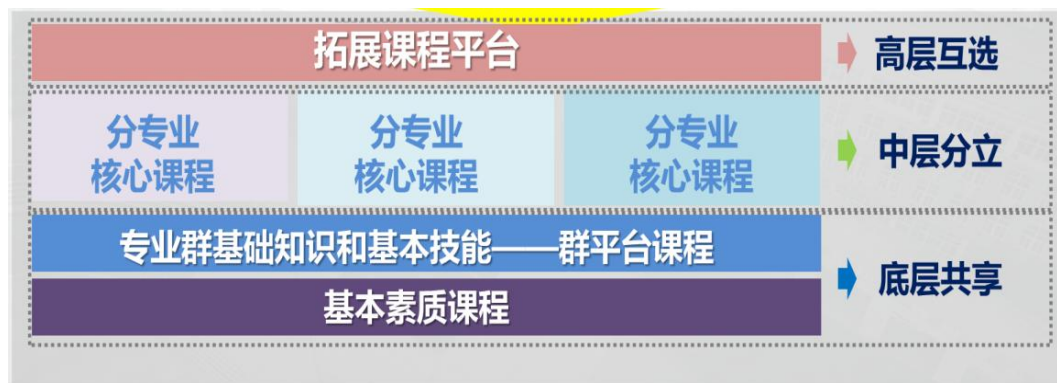 拓展课程平台
高层互选
分专业
核心课程
分专业
核心课程
分专业
核心课程
中层分立
专业群基础知识和基本技能——群平台课程
基本素质课程
底层共享